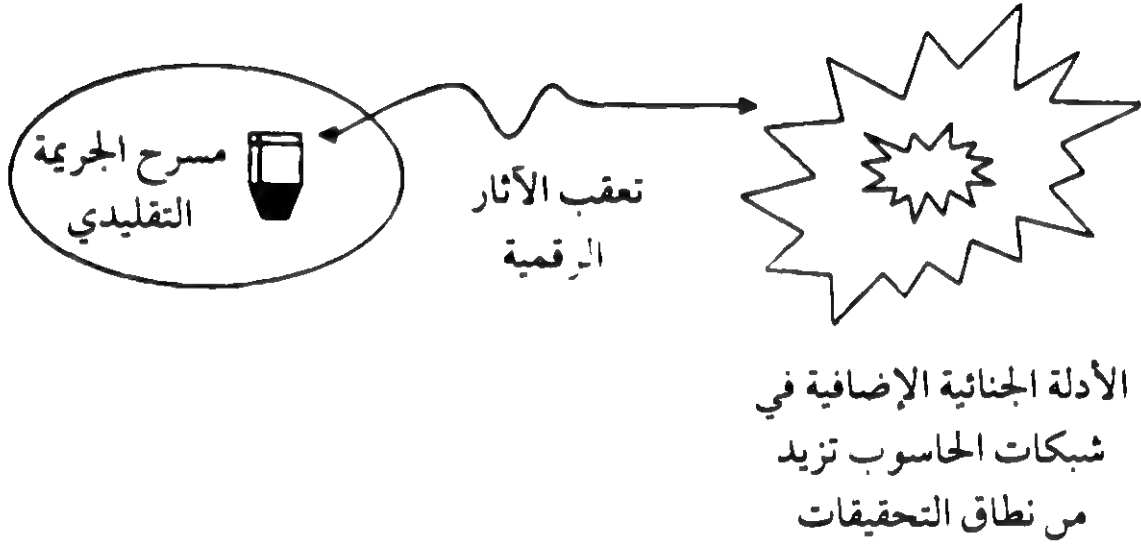 مسرح الجريمة
التقليدي
تعقب الآثار
الرقمية
الأدلة الجنائية الإضافية في
شبكات الحاسوب تزيد
من نطاق التحقيقات